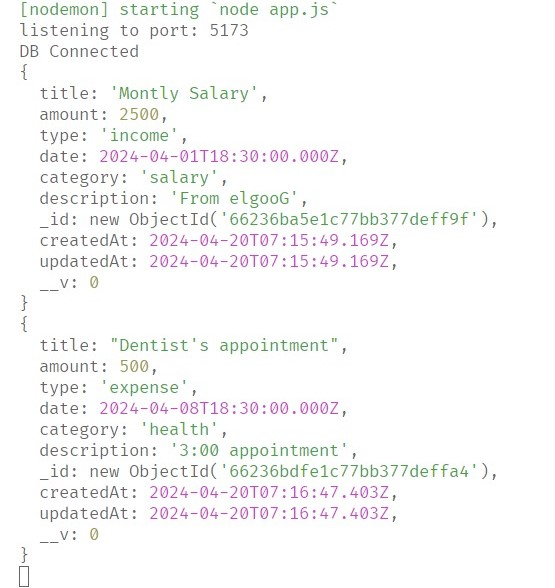 [nodemon] starting `node app.js`
listening to port: 5173
DB Connected
{
  title: 'Montly Salary',
  amount: 2500,
  type: 'income',
  date: 2024-04-01T18:30:00.000Z,
  category: 'salary',
  description: 'From elgooG',
  _id: new ObjectId('66236ba5e1c77bb377deff9f'),
  createdAt: 2024-04-20T07:15:49.169Z,
  updatedAt: 2024-04-20T07:15:49.169Z,
  __v: 0
}
{
  title: "Dentist's appointment",
  amount: 500,
  type: 'expense',
  date: 2024-04-08T18:30:00.000Z,
  category: 'health',
  description: '3:00 appointment',
  _id: new ObjectId('66236bdfe1c77bb377deffa4'),
  createdAt: 2024-04-20T07:16:47.403Z,
  updatedAt: 2024-04-20T07:16:47.403Z,
  __v: 0
}